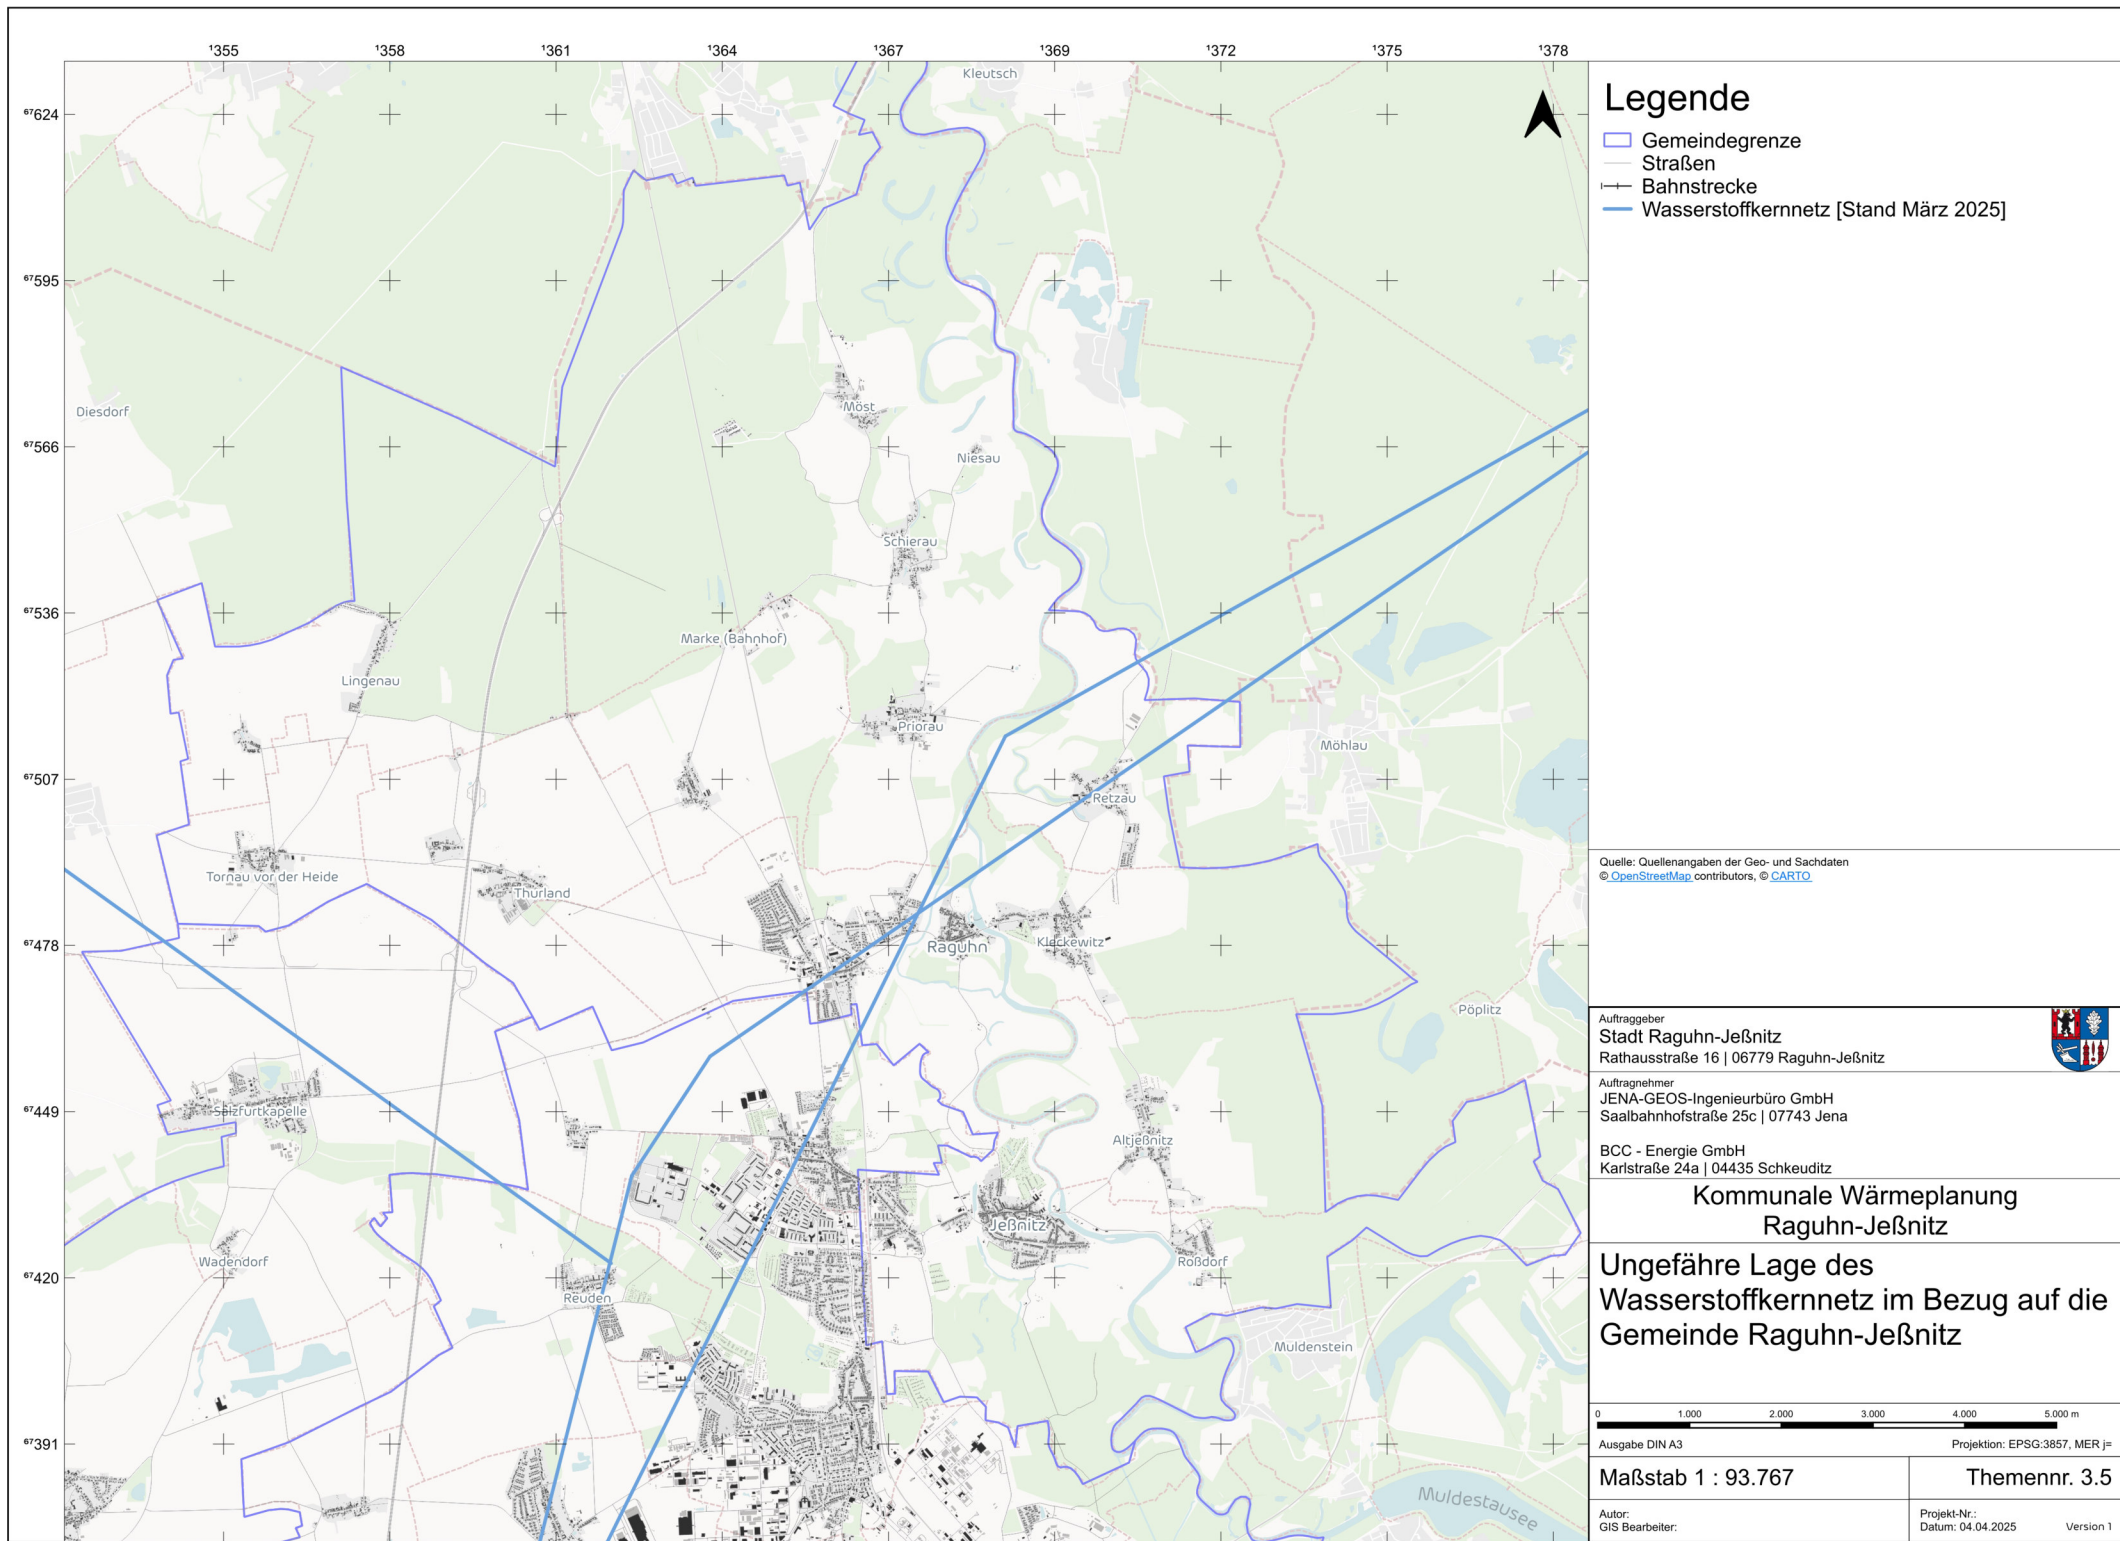 ¹355 ¹358 ¹361 ¹364 ¹367 ¹369 ¹372 ¹375 ¹378
⁶⁷624
⁶⁷595
⁶⁷566
⁶⁷536
⁶⁷507
⁶⁷478
⁶⁷449
⁶⁷420
⁶⁷391
Kleutsch
Diesdorf
Möst
Niesau
Schierau
Marke (Bahnhof)
Lingenau
Priorau
Möhlau
Retzau
Tornau vor der Heide
Thurland
Raguhn
Kleckewitz
Pöplitz
Salzfurtkapelle
Altjeßnitz
Jeßnitz
Wadendorf
Roßdorf
Reuden
Muldenstein
Muldestausee
Legende
Gemeindegrenze
Straßen
Bahnstrecke
Wasserstoffkernnetz [Stand März 2025]
Quelle: Quellenangaben der Geo- und Sachdaten
© OpenStreetMap contributors, © CARTO
Auftraggeber
Stadt Raguhn-Jeßnitz
Rathausstraße 16 | 06779 Raguhn-Jeßnitz
Auftragnehmer
JENA-GEOS-Ingenieurbüro GmbH
Saalbahnhofstraße 25c | 07743 Jena
BCC - Energie GmbH
Karlstraße 24a | 04435 Schkeuditz
Kommunale Wärmeplanung
Raguhn-Jeßnitz
Ungefähre Lage des
Wasserstoffkernnetz im Bezug auf die
Gemeinde Raguhn-Jeßnitz
0 1.000 2.000 3.000 4.000 5.000 m
Ausgabe DIN A3 Projektion: EPSG:3857, MER j=
Maßstab 1 : 93.767 Themennr. 3.5
Autor: Projekt-Nr.:
GIS Bearbeiter: Datum: 04.04.2025 Version 1